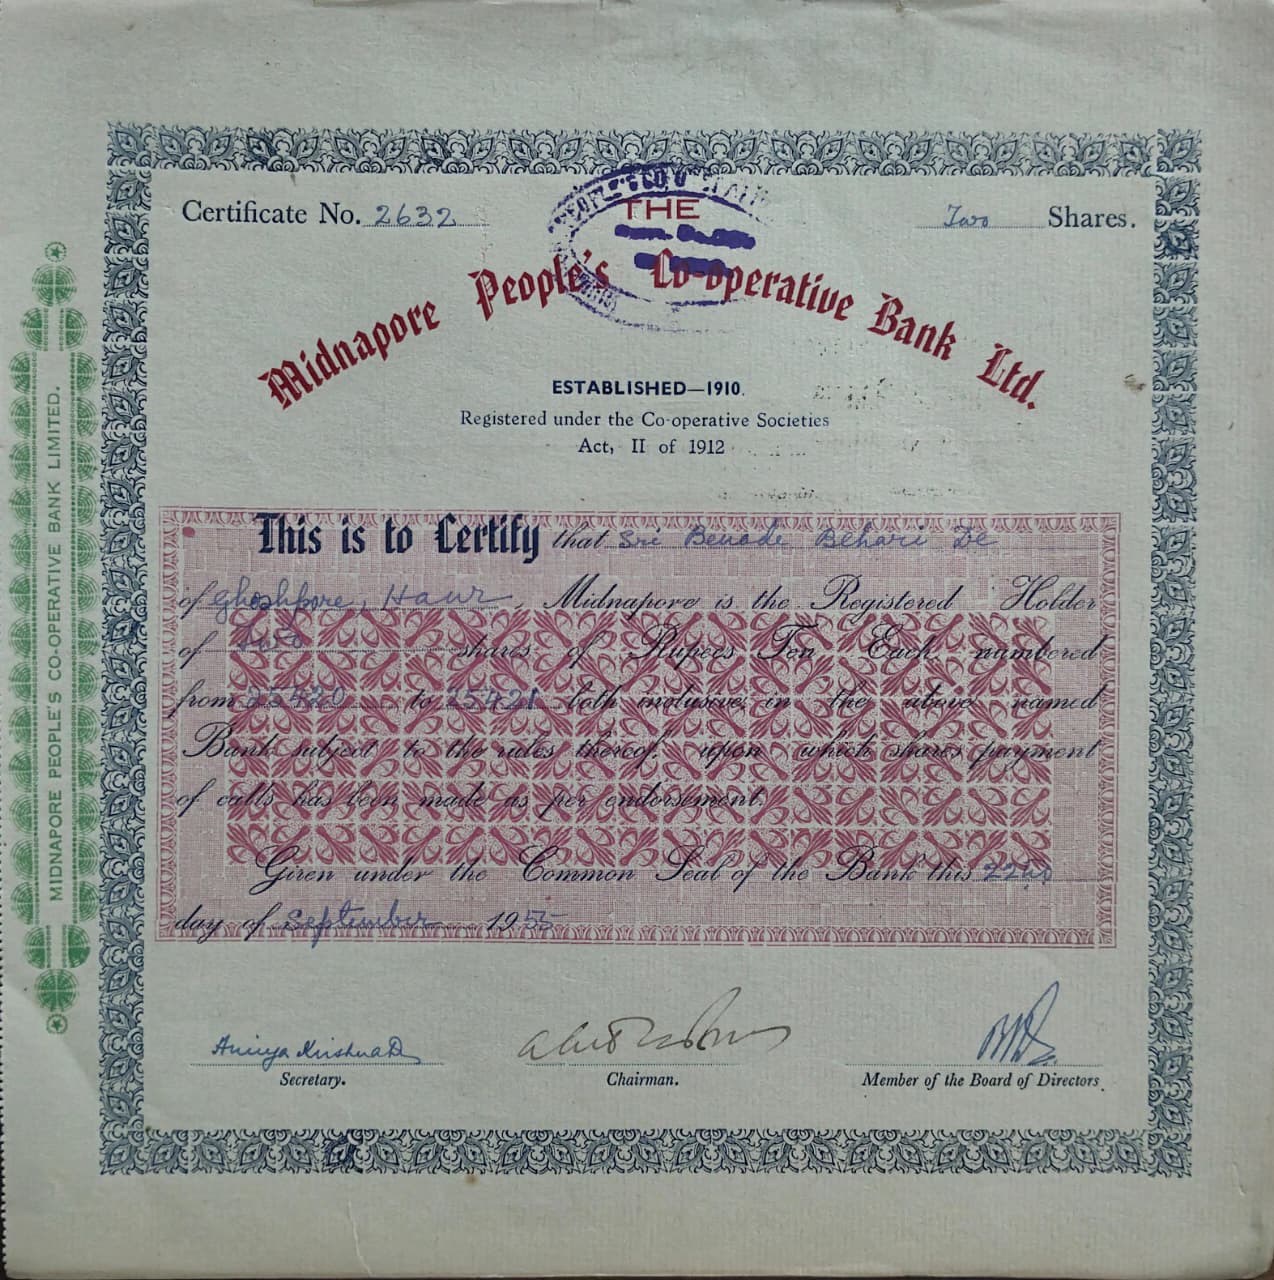 Certificate No. 2632
Two Shares.
THE
Midnapore People's Co-operative Bank Ltd.
ESTABLISHED—1910.
Registered under the Co-operative Societies
Act, II of 1912
This is to Certify that Sri Benode Behari De
of Ghoshpore, Haur Midnapore is the Registered Holder
of Two shares of Rupees Ten Each numbered
from 25420 to 25421 both inclusive, in the above named
Bank subject to the rules thereof, upon which shares payment
of calls has been made as per endorsement.
Given under the Common Seal of the Bank this 22nd
day of September 1955
Secretary.
Chairman.
Member of the Board of Directors.
MIDNAPORE PEOPLE'S CO-OPERATIVE BANK LIMITED.